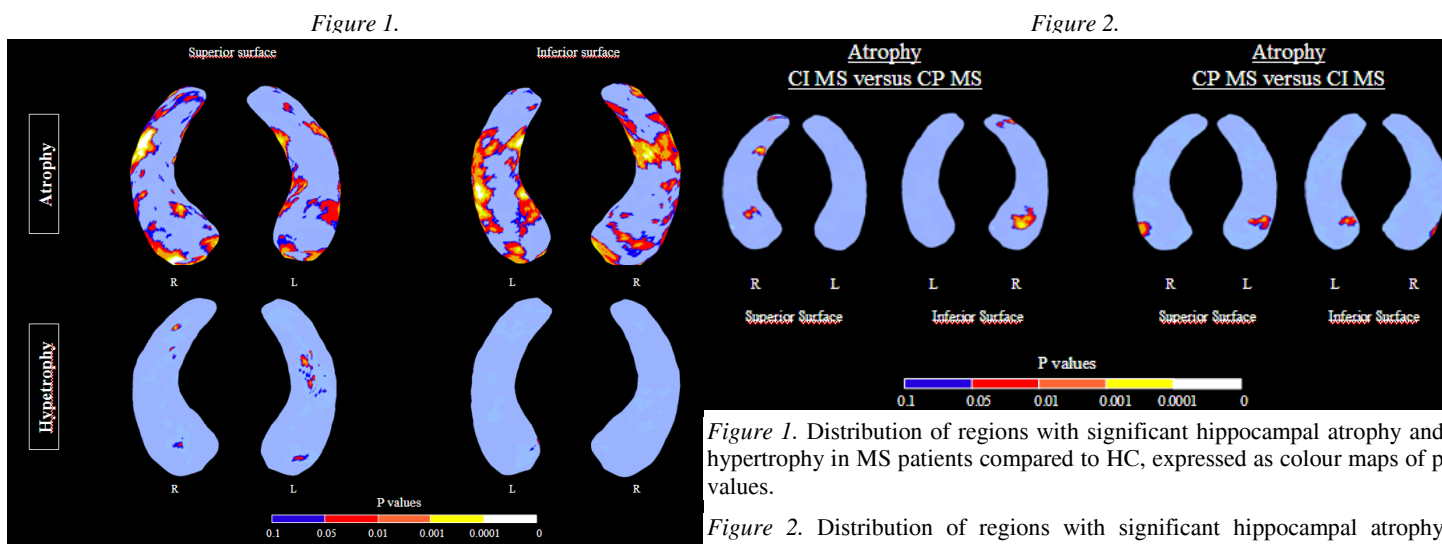 Figure 1.
Superior surface
Inferior surface
Atrophy
R
L
L
R
Hypetrophy
R
L
L
R
P values
0.1 0.05 0.01 0.001 0.0001 0
Figure 2.
Atrophy
CI MS versus CP MS
Atrophy
CP MS versus CI MS
R
L
L
R
R
L
L
R
Superior Surface
Inferior Surface
Superior Surface
Inferior Surface
P values
0.1 0.05 0.01 0.001 0.0001 0
Figure 1. Distribution of regions with significant hippocampal atrophy and
hypertrophy in MS patients compared to HC, expressed as colour maps of p
values.
Figure 2. Distribution of regions with significant hippocampal atrophy